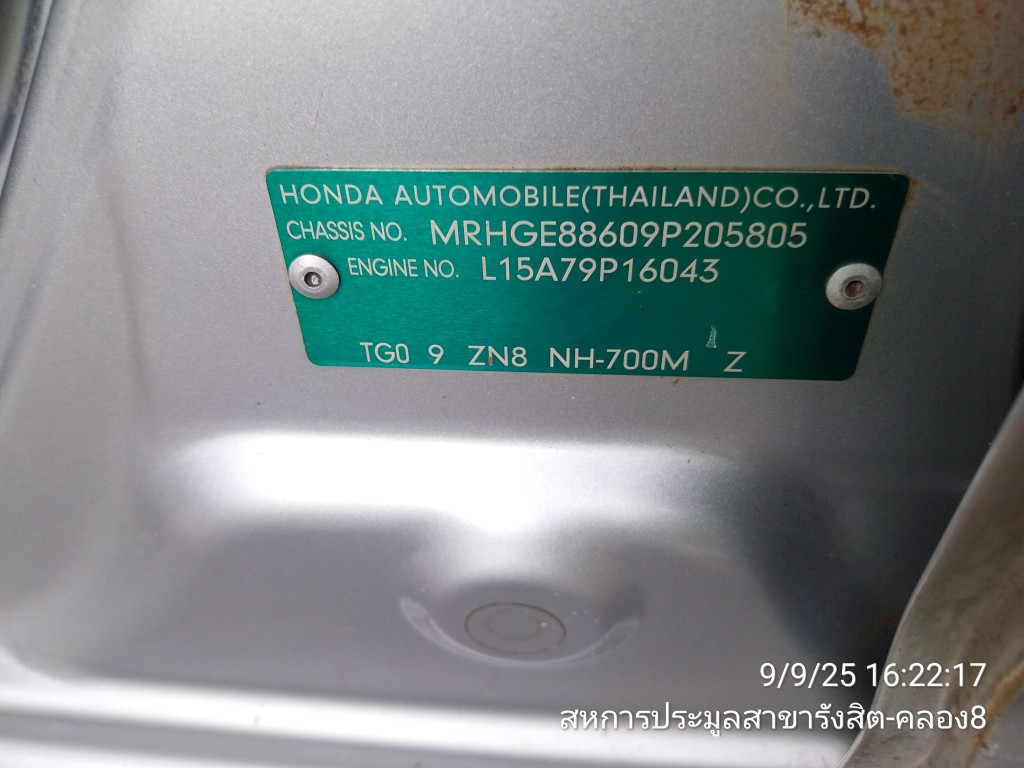 HONDA AUTOMOBILE(THAILAND)CO.,LTD.
CHASSIS NO. MRHGE88609P205805
ENGINE NO. L15A79P16043
TG0 9 ZN8 NH-700M Z
9/9/25 16:22:17
สหการประมูลสาขารังสิต-คลอง8